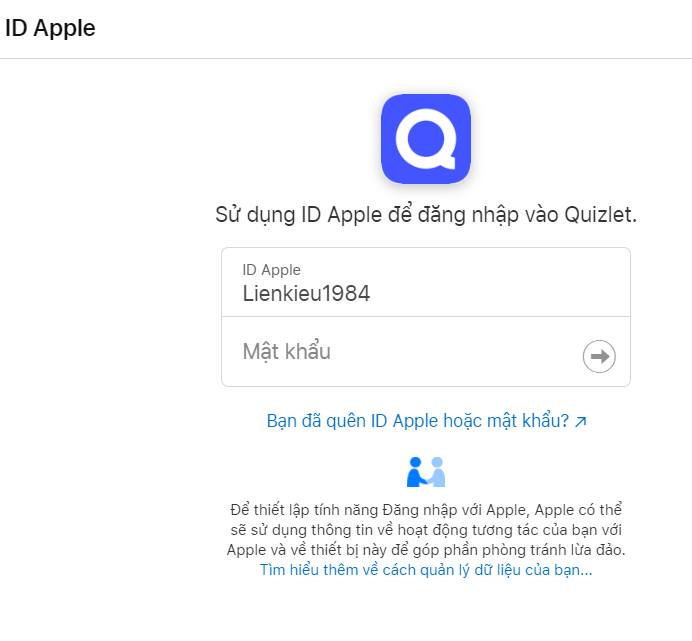 ID Apple
Sử dụng ID Apple để đăng nhập vào Quizlet.
ID Apple
Lienkieu1984
Mật khẩu
Bạn đã quên ID Apple hoặc mật khẩu? ↗
Để thiết lập tính năng Đăng nhập với Apple, Apple có thể
sẽ sử dụng thông tin về hoạt động tương tác của bạn với
Apple và về thiết bị này để góp phần phòng tránh lừa đảo.
Tìm hiểu thêm về cách quản lý dữ liệu của bạn...